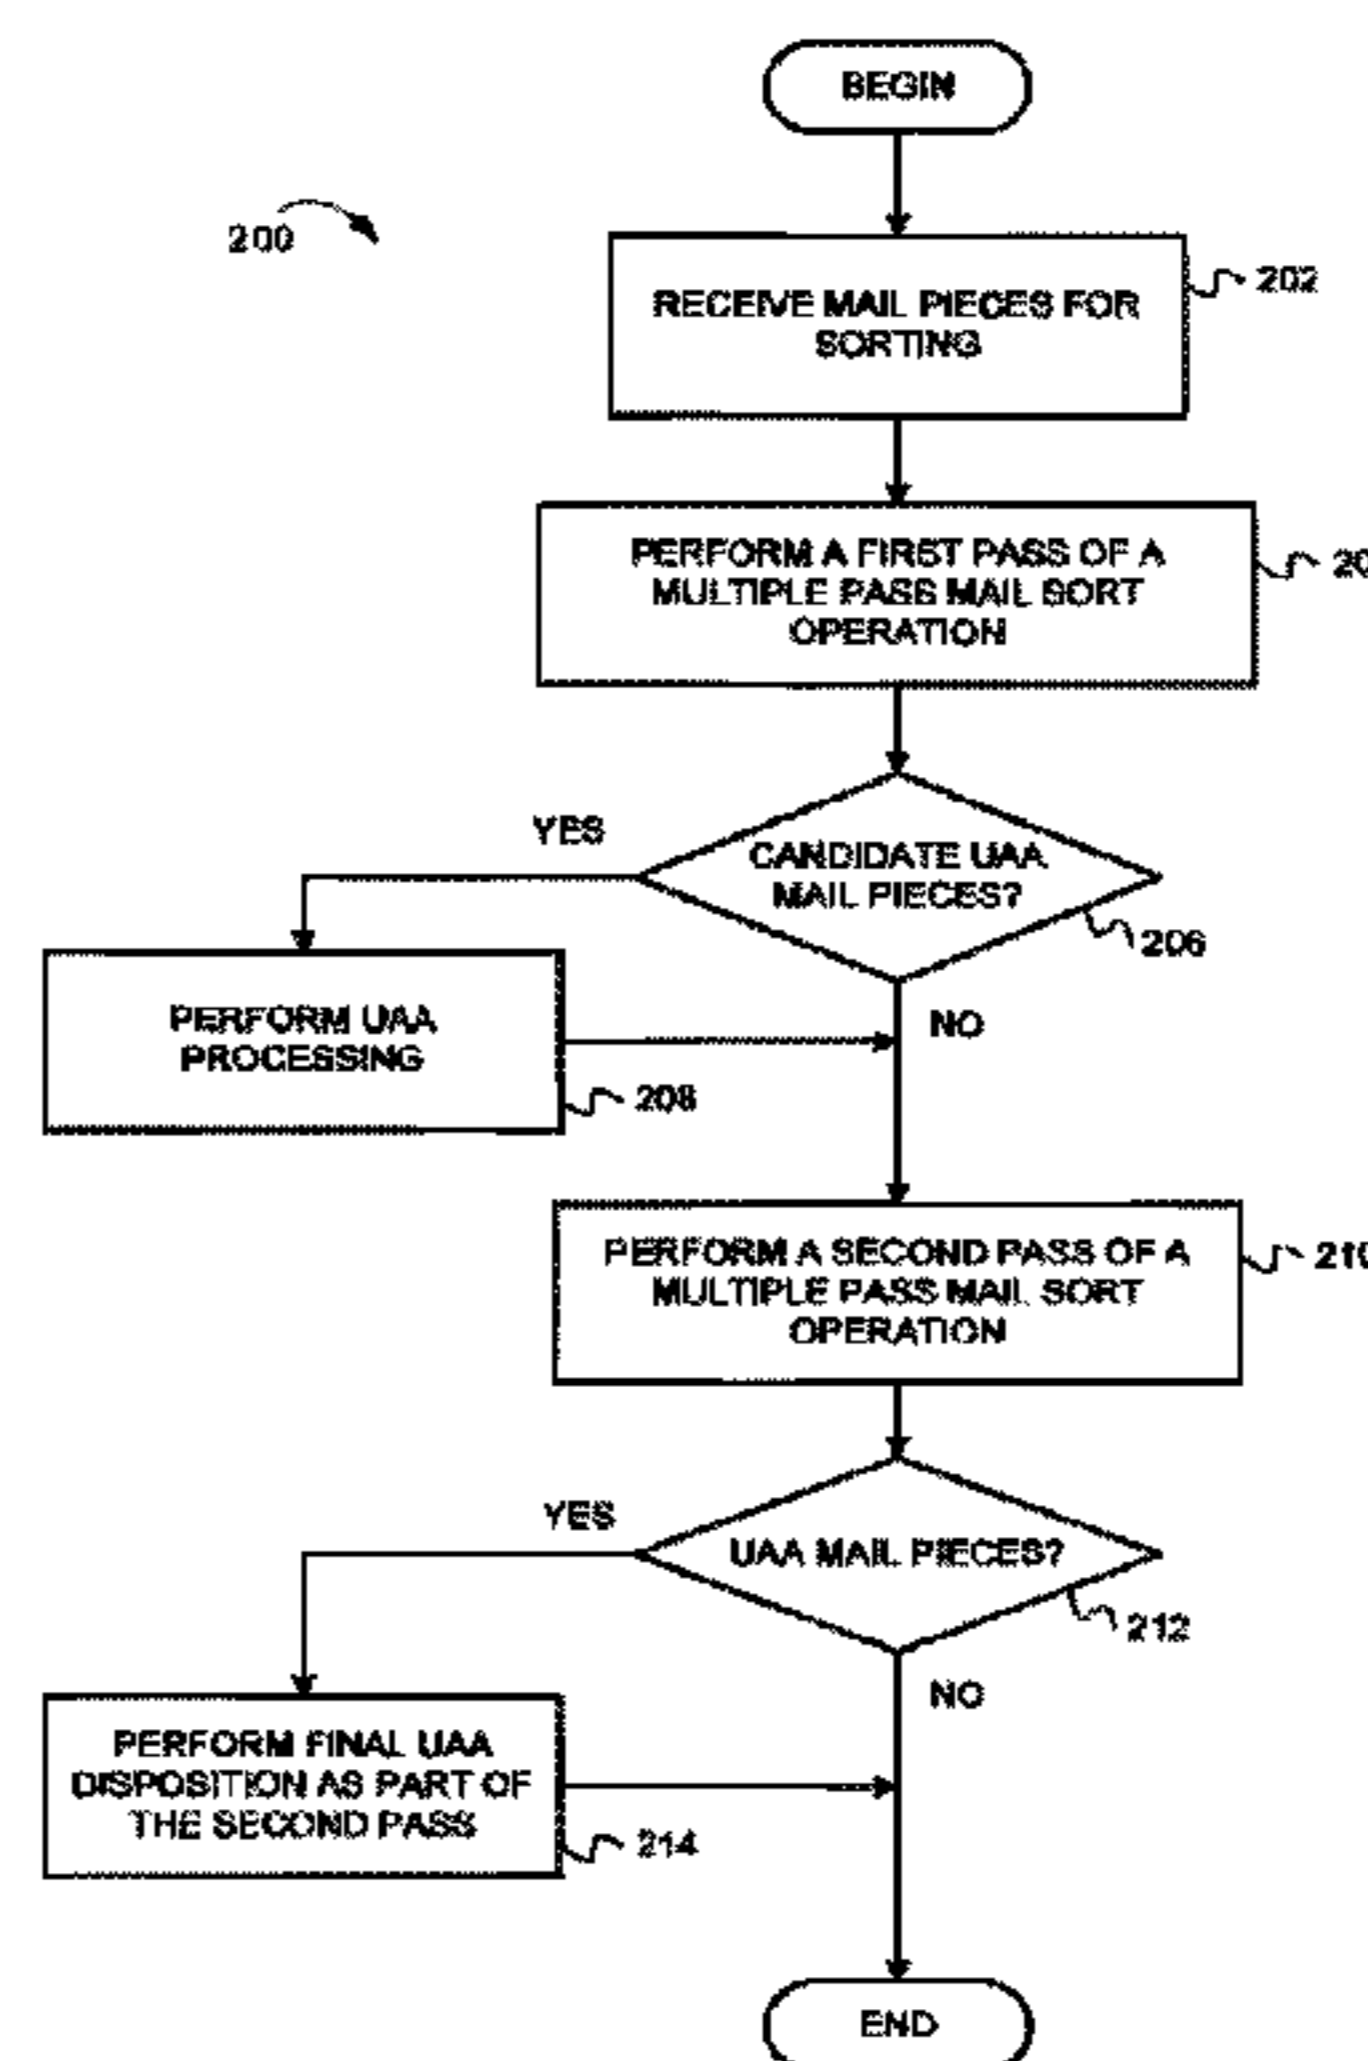 BEGIN
200
202
RECEIVE MAIL PIECES FOR
SORTING
20
PERFORM A FIRST PASS OF A
MULTIPLE PASS MAIL SORT
OPERATION
YES
CANDIDATE UAA
MAIL PIECES?
206
NO
PERFORM UAA
PROCESSING
208
PERFORM A SECOND PASS OF A
MULTIPLE PASS MAIL SORT
OPERATION
210
YES
UAA MAIL PIECES?
212
NO
PERFORM FINAL UAA
DISPOSITION AS PART OF
THE SECOND PASS
214
END